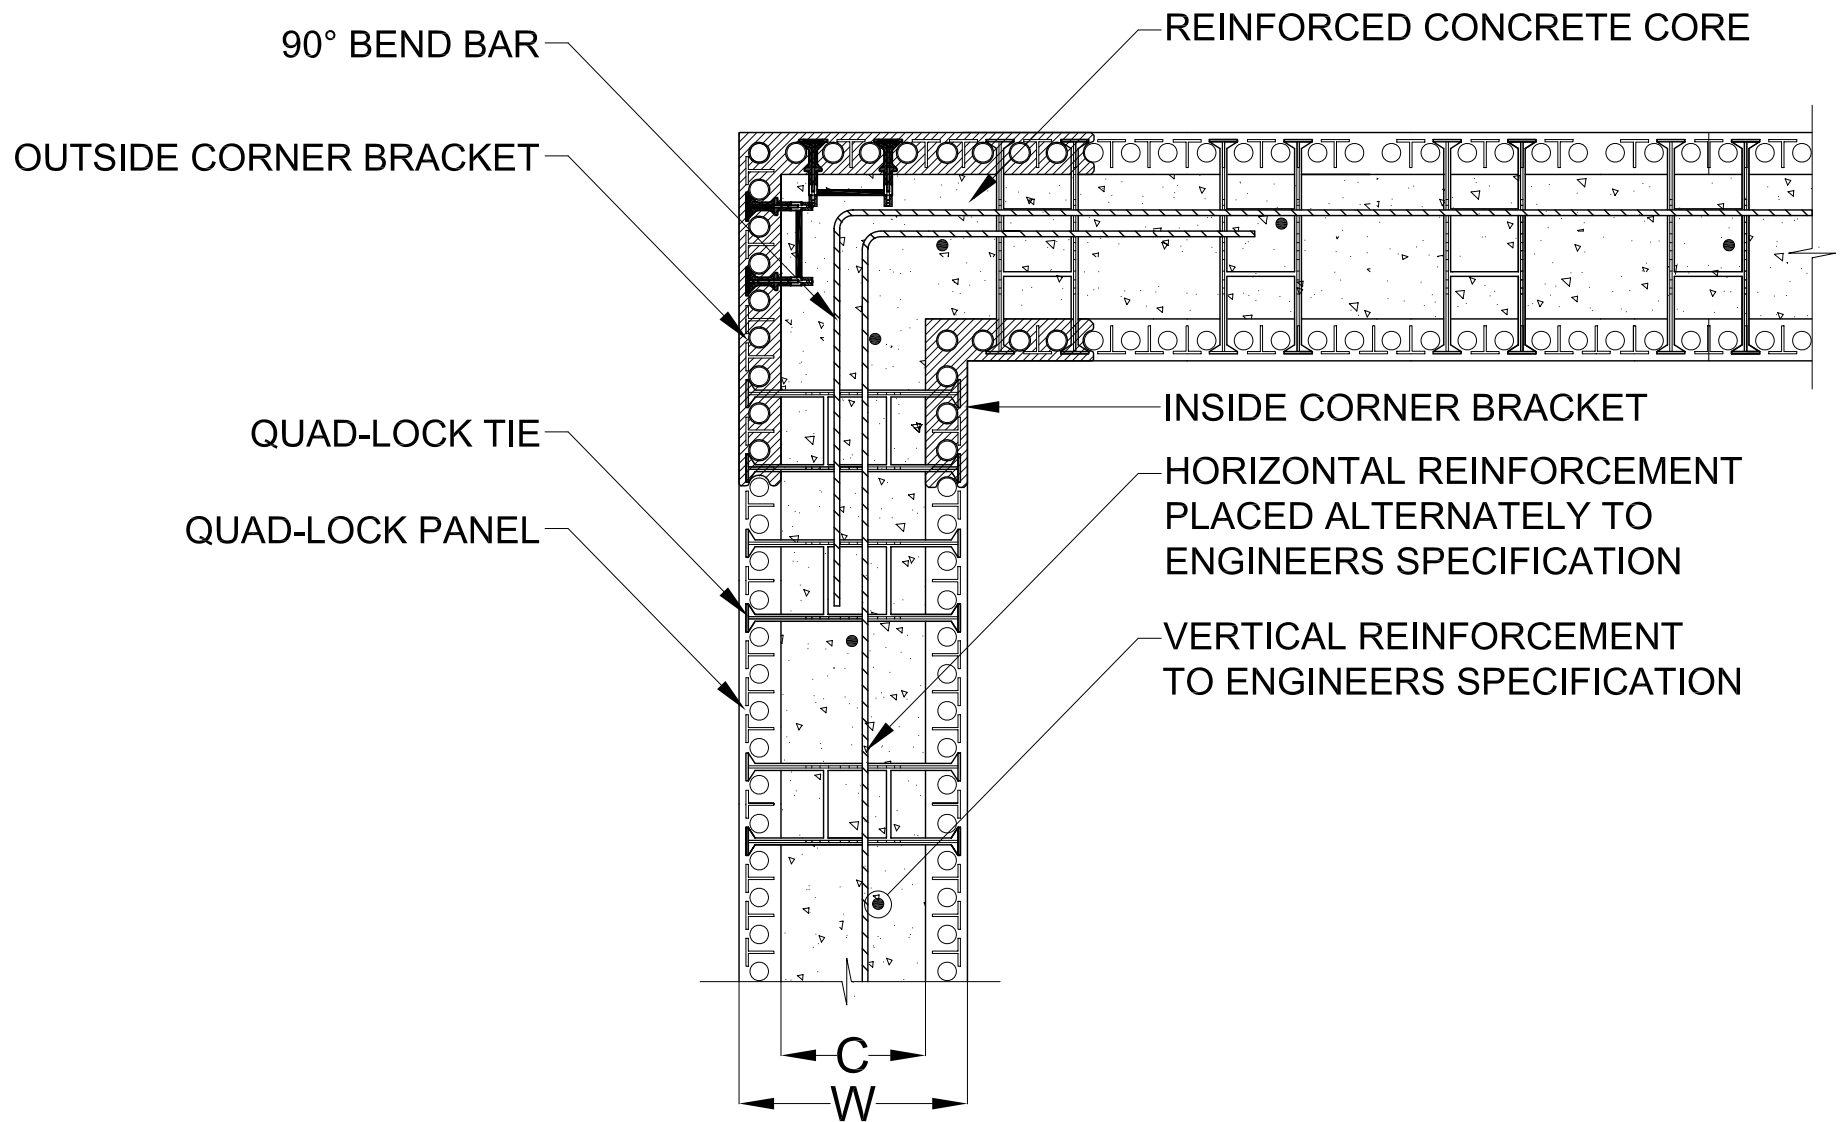 90° BEND BAR
REINFORCED CONCRETE CORE
OUTSIDE CORNER BRACKET
INSIDE CORNER BRACKET
QUAD-LOCK TIE
HORIZONTAL REINFORCEMENT
PLACED ALTERNATELY TO
ENGINEERS SPECIFICATION
QUAD-LOCK PANEL
VERTICAL REINFORCEMENT
TO ENGINEERS SPECIFICATION
C
W